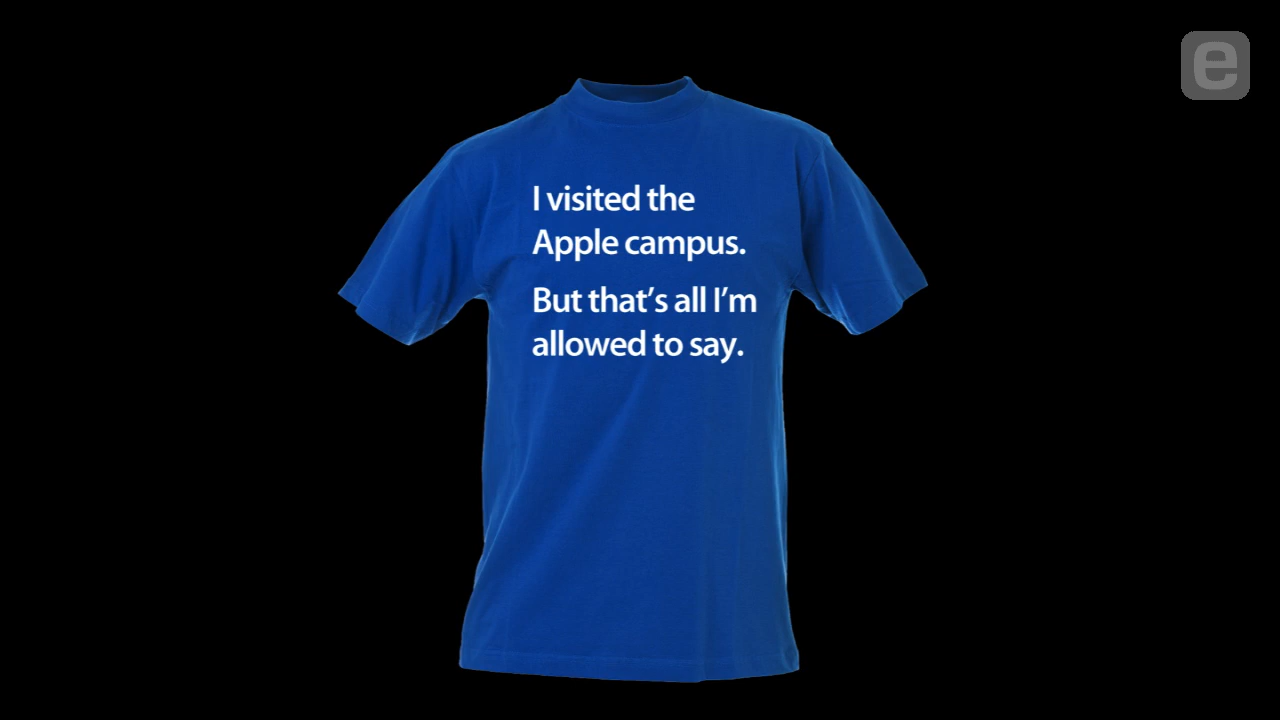 e
I visited the
Apple campus.
But that's all I'm
allowed to say.